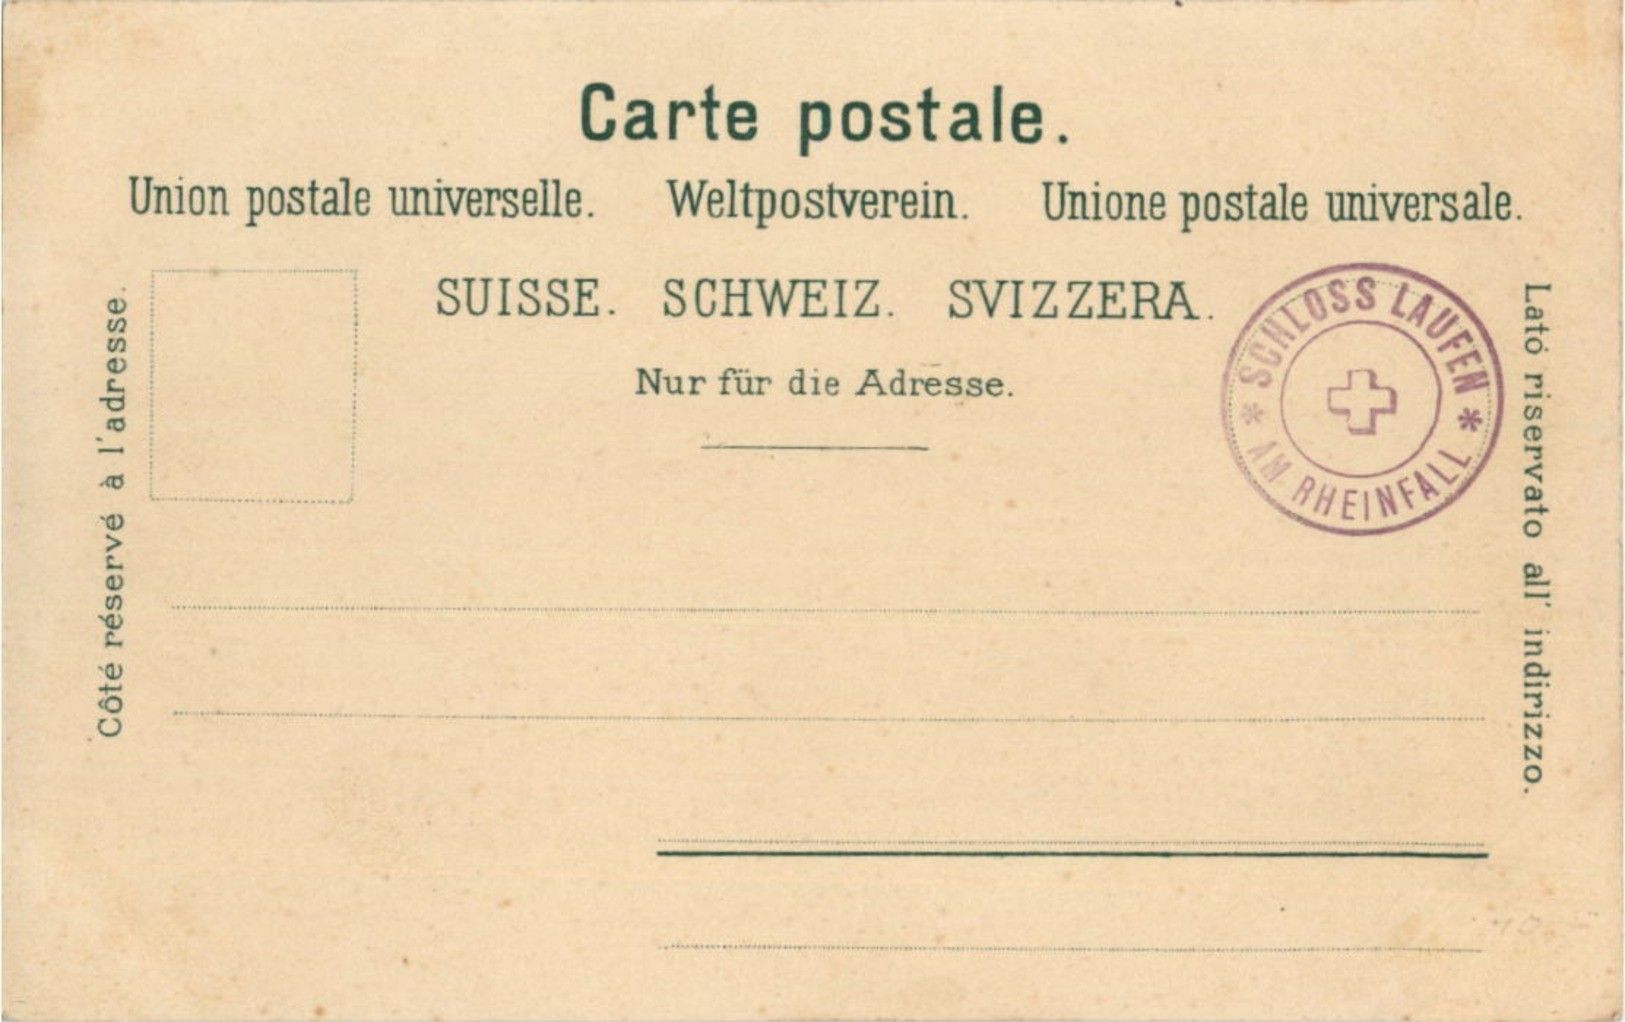 Carte postale.
Union postale universelle. Weltpostverein. Unione postale universale.
SUISSE. SCHWEIZ. SVIZZERA.
Nur für die Adresse.
Côté réservé à l'adresse.
* SCHLOSS LAUFEN *
AM RHEINFALL
Lató riservato all' indirizzo.